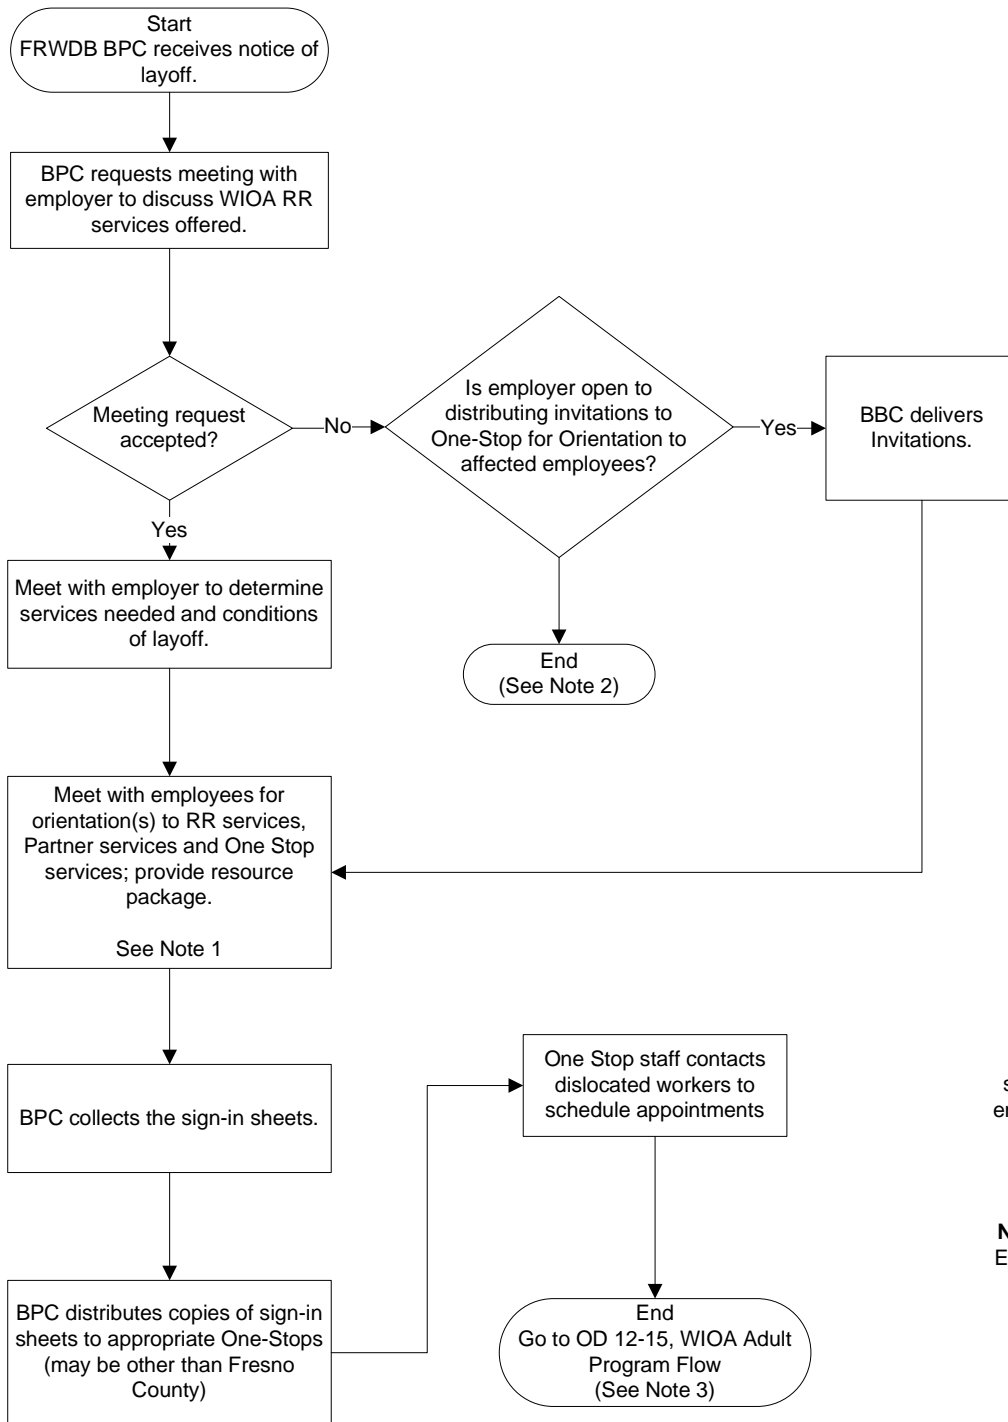 Start
FRWDB BPC receives notice of
layoff.
BPC requests meeting with
employer to discuss WIOA RR
services offered.
Meeting request
accepted?
No
Is employer open to
distributing invitations to
One-Stop for Orientation to
affected employees?
Yes
BBC delivers
Invitations.
Yes
Meet with employer to determine
services needed and conditions
of layoff.
End
(See Note 2)
Meet with employees for
orientation(s) to RR services,
Partner services and One Stop
services; provide resource
package.
See Note 1
BPC collects the sign-in sheets.
One Stop staff contacts
dislocated workers to
schedule appointments
BPC distributes copies of sign-in
sheets to appropriate One-Stops
(may be other than Fresno
County)
End
Go to OD 12-15, WIOA Adult
Program Flow
(See Note 3)